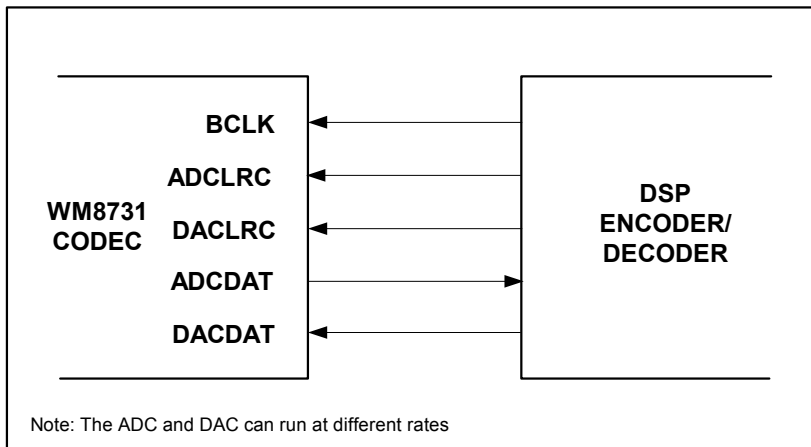 BCLK
ADCLRC
WM8731
CODEC
DACLRC
ADCDAT
DACDAT
DSP
ENCODER/
DECODER
Note: The ADC and DAC can run at different rates